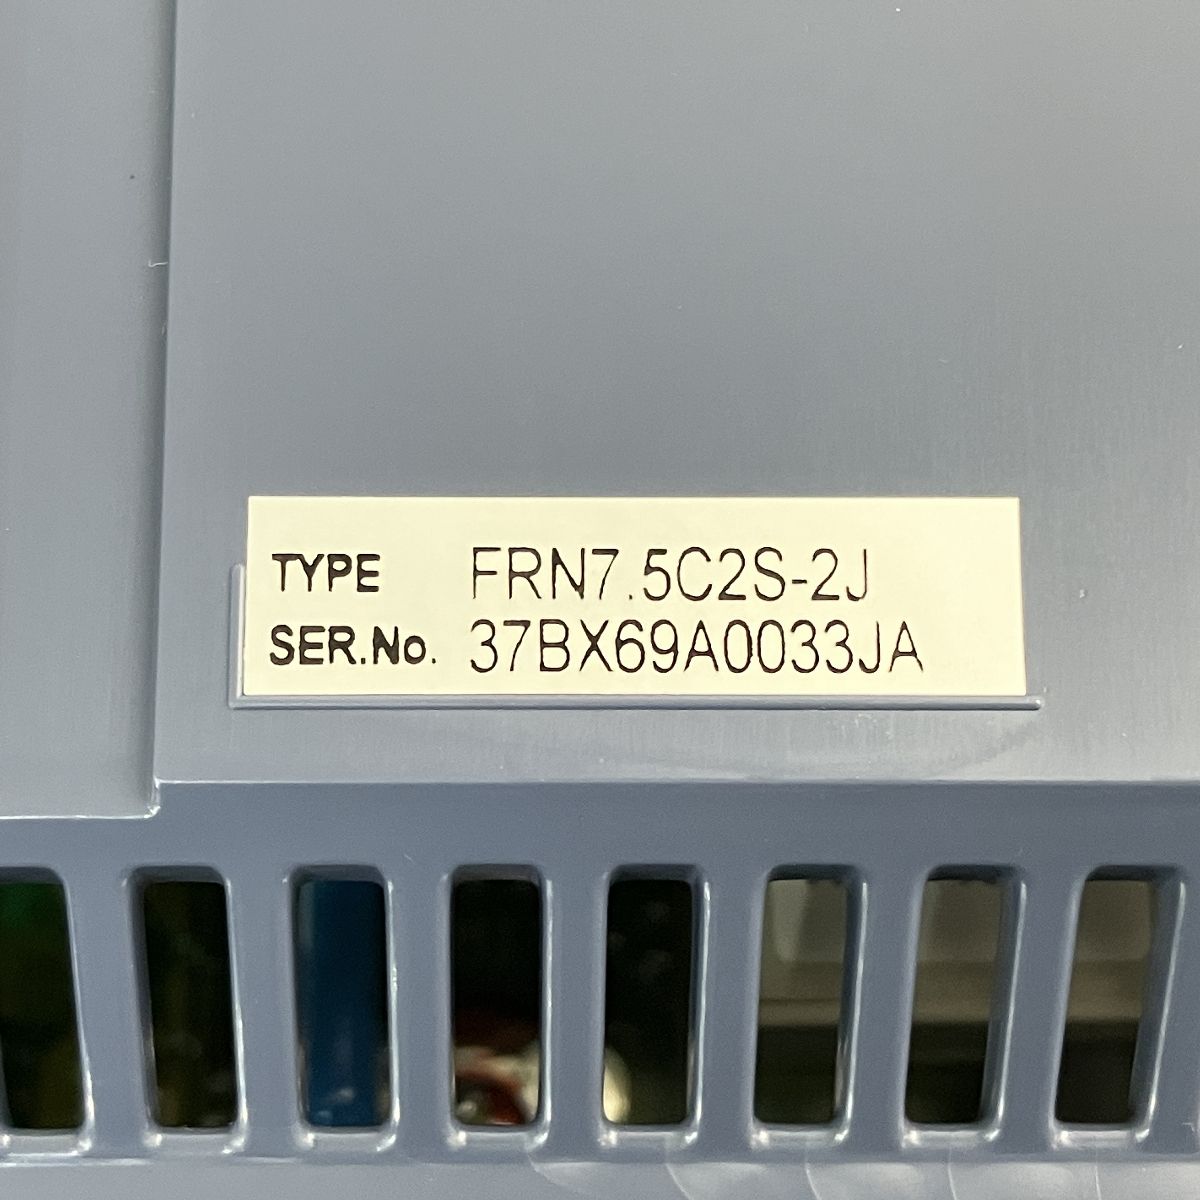 TYPE FRN7.5C2S-2J
SER.No. 37BX69A0033JA